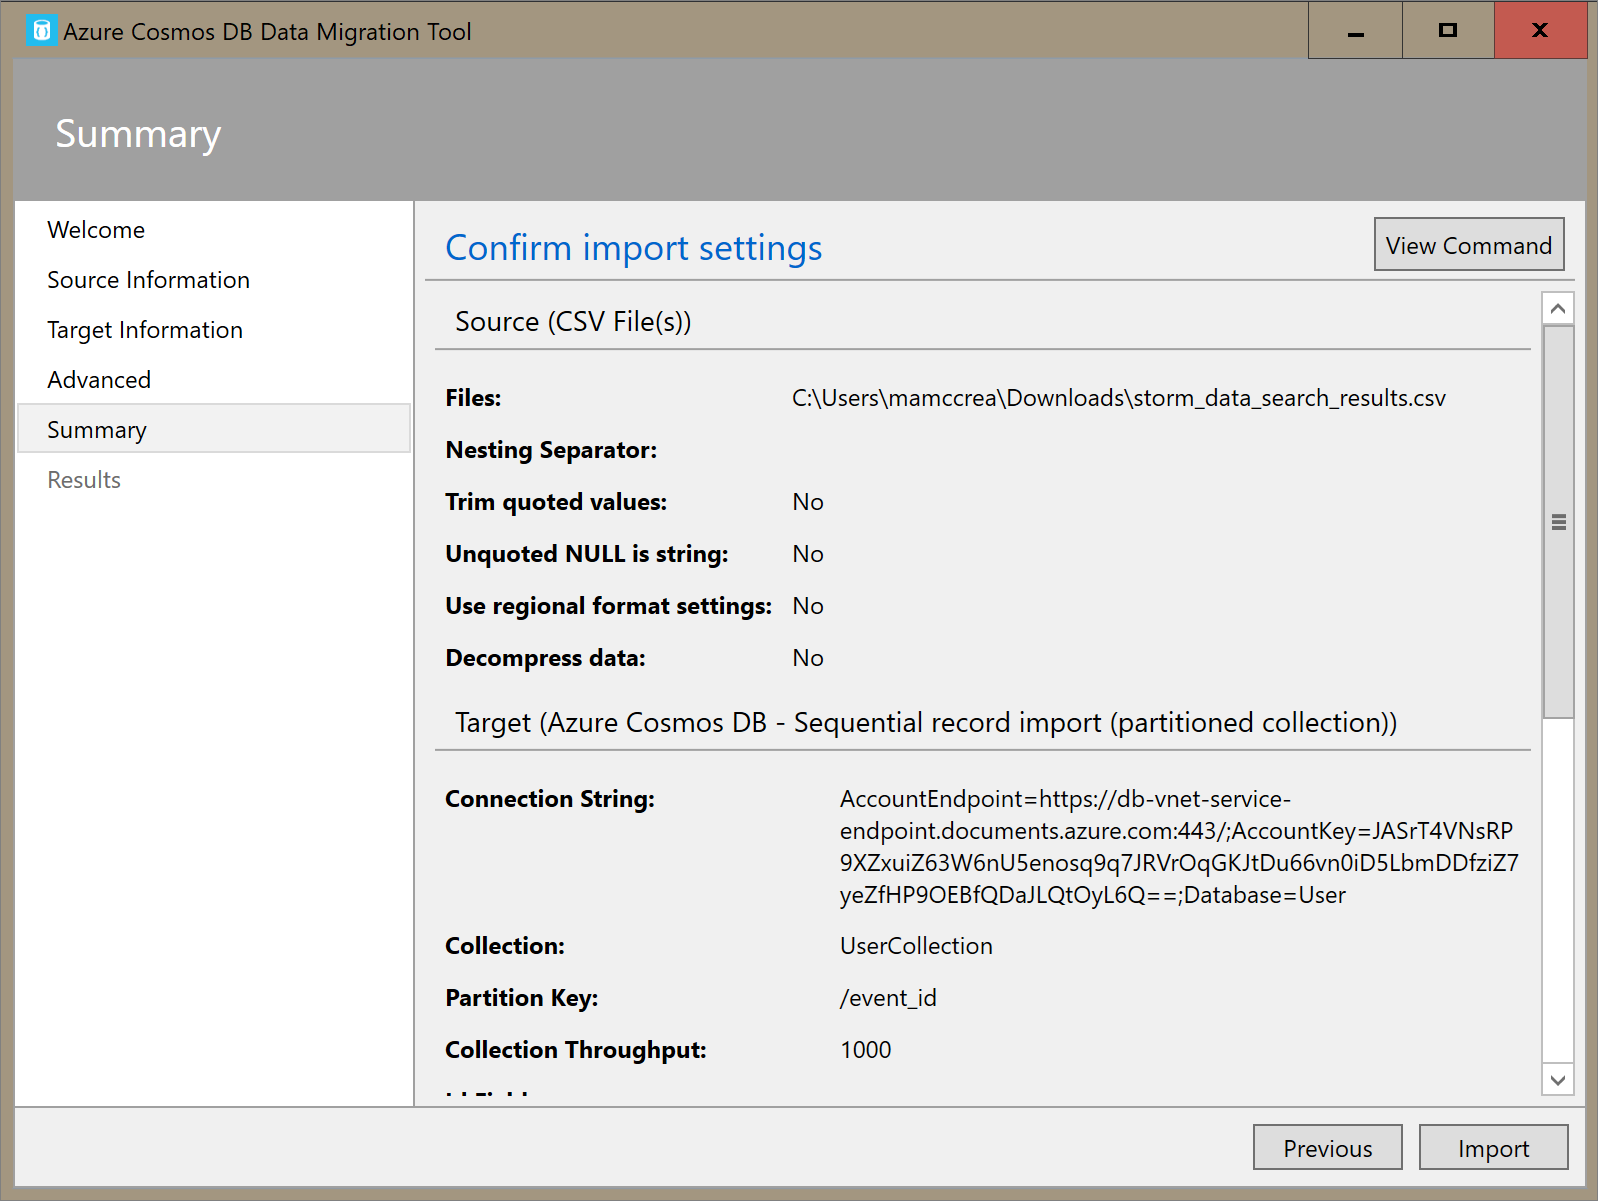 Azure Cosmos DB Data Migration Tool
Summary
Welcome
Source Information
Target Information
Advanced
Summary
Results
Confirm import settings
View Command
Source (CSV File(s))
Files: C:\Users\mamccrea\Downloads\storm_data_search_results.csv
Nesting Separator:
Trim quoted values: No
Unquoted NULL is string: No
Use regional format settings: No
Decompress data: No
Target (Azure Cosmos DB - Sequential record import (partitioned collection))
Connection String: AccountEndpoint=https://db-vnet-service-
endpoint.documents.azure.com:443/;AccountKey=JASrT4VNsRP
9XZxuiZ63W6nU5enosq9q7JRVrOqGKJtDu66vn0iD5LbmDDfziZ7
yeZfHP9OEBfQDaJLQtOyL6Q==;Database=User
Collection: UserCollection
Partition Key: /event_id
Collection Throughput: 1000
Previous
Import